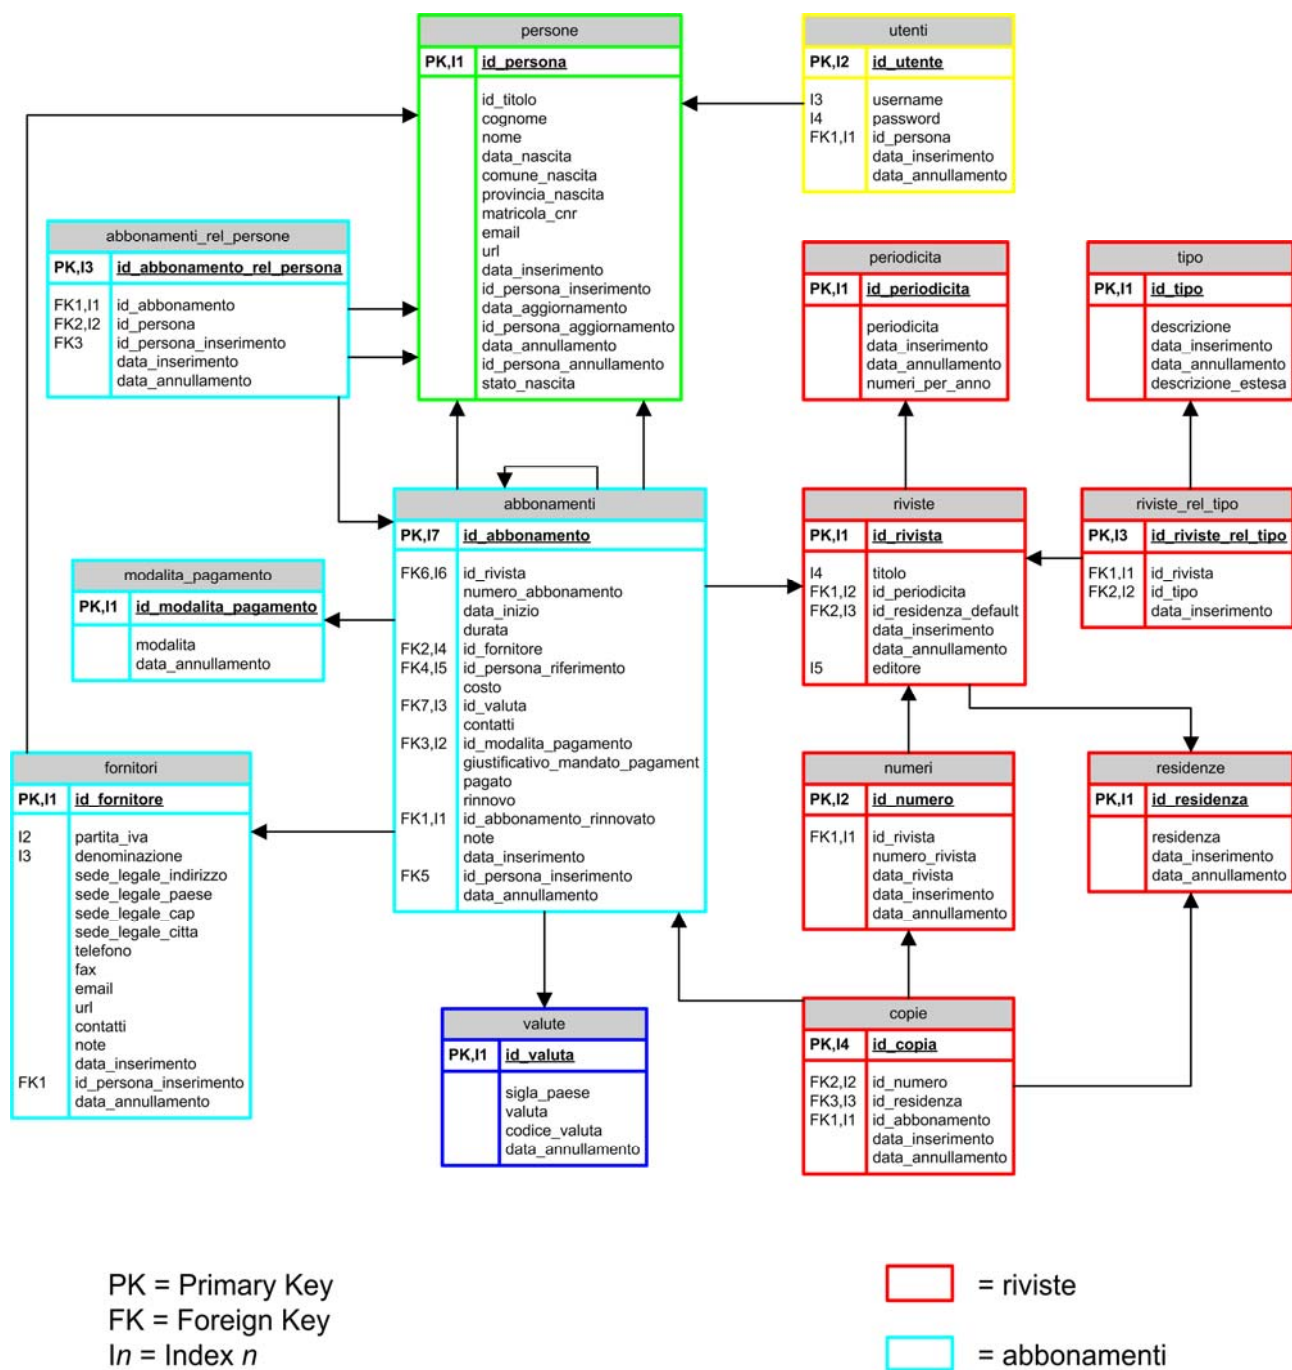 persone
PK,I1 id_persona
id_titolo
cognome
nome
data_nascita
comune_nascita
provincia_nascita
matricola_cnr
email
url
data_inserimento
id_persona_inserimento
data_aggiornamento
id_persona_aggiornamento
data_annullamento
id_persona_annullamento
stato_nascita
utenti
PK,I2 id_utente
I3 username
I4 password
FK1,I1 id_persona
data_inserimento
data_annullamento
abbonamenti_rel_persone
PK,I3 id_abbonamento_rel_persona
FK1,I1 id_abbonamento
FK2,I2 id_persona
FK3 id_persona_inserimento
data_inserimento
data_annullamento
periodicita
PK,I1 id_periodicita
periodicita
data_inserimento
data_annullamento
numeri_per_anno
tipo
PK,I1 id_tipo
descrizione
data_inserimento
data_annullamento
descrizione_estesa
abbonamenti
PK,I7 id_abbonamento
FK6,I6 id_rivista
numero_abbonamento
data_inizio
durata
FK2,I4 id_fornitore
FK4,I5 id_persona_riferimento
costo
FK7,I3 id_valuta
contatti
FK3,I2 id_modalita_pagamento
giustificativo_mandato_pagament
pagato
rinnovo
FK1,I1 id_abbonamento_rinnovato
note
data_inserimento
FK5 id_persona_inserimento
data_annullamento
riviste
PK,I1 id_rivista
I4 titolo
FK1,I2 id_periodicita
FK2,I3 id_residenza_default
data_inserimento
data_annullamento
I5 editore
riviste_rel_tipo
PK,I3 id_riviste_rel_tipo
FK1,I1 id_rivista
FK2,I2 id_tipo
data_inserimento
modalita_pagamento
PK,I1 id_modalita_pagamento
modalita
data_annullamento
fornitori
PK,I1 id_fornitore
I2 partita_iva
I3 denominazione
sede_legale_indirizzo
sede_legale_paese
sede_legale_cap
sede_legale_citta
telefono
fax
email
url
contatti
note
data_inserimento
FK1 id_persona_inserimento
data_annullamento
numeri
PK,I2 id_numero
FK1,I1 id_rivista
numero_rivista
data_rivista
data_inserimento
data_annullamento
residenze
PK,I1 id_residenza
residenza
data_inserimento
data_annullamento
valute
PK,I1 id_valuta
sigla_paese
valuta
codice_valuta
data_annullamento
copie
PK,I4 id_copia
FK2,I2 id_numero
FK3,I3 id_residenza
FK1,I1 id_abbonamento
data_inserimento
data_annullamento
PK = Primary Key
FK = Foreign Key
In = Index n
= riviste
= abbonamenti